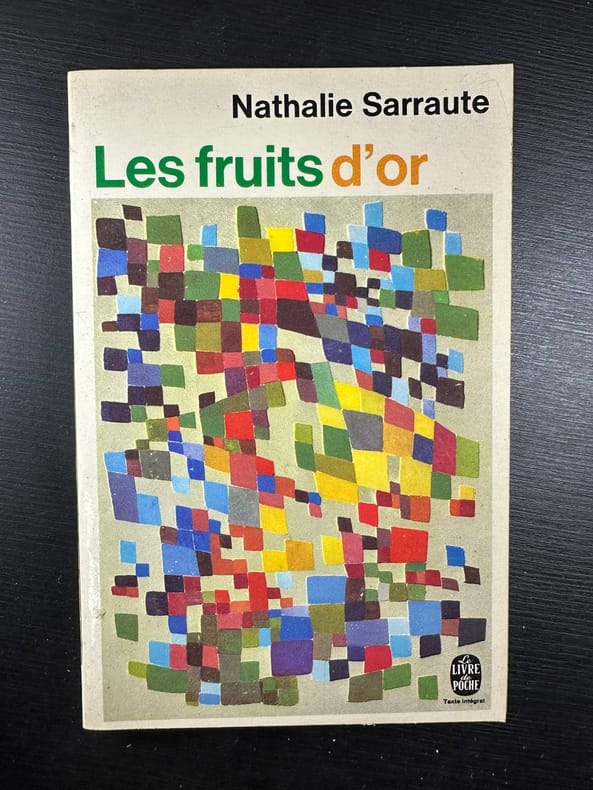 Nathalie Sarraute
Les fruits d'or
Le
LIVRE
de
POCHE
Texte intégral